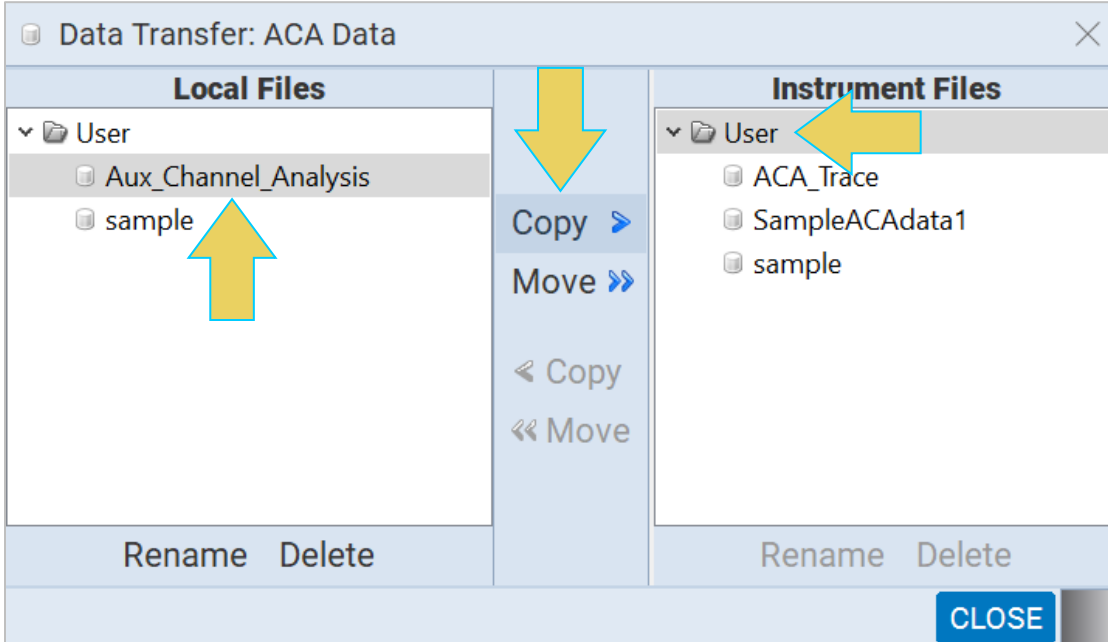 Data Transfer: ACA Data
Local Files
User
Aux_Channel_Analysis
sample
Copy
Move
Copy
Move
Instrument Files
User
ACA_Trace
SampleACAdata1
sample
Rename Delete
Rename Delete
CLOSE